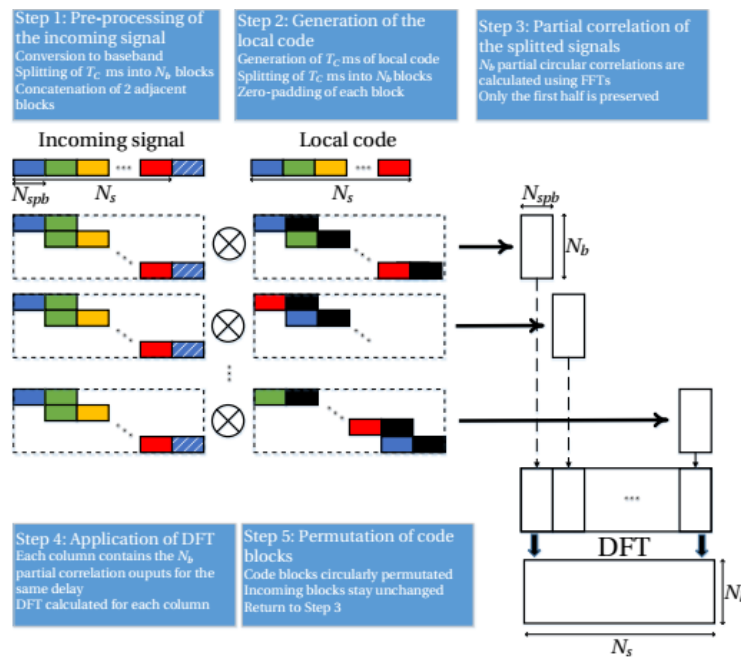 Step 1: Pre-processing of
the incoming signal
Conversion to baseband
Splitting of T_C ms into N_b blocks
Concatenation of 2 adjacent
blocks
Step 2: Generation of the
local code
Generation of T_C ms of local code
Splitting of T_C ms into N_b blocks
Zero-padding of each block
Step 3: Partial correlation of
the splitted signals
N_b partial circular correlations are
calculated using FFTs
Only the first half is preserved
Incoming signal
Local code
...
...
N_spb
N_s
N_s
N_spb
N_b
...
DFT
Step 4: Application of DFT
Each column contains the N_b
partial correlation ouputs for the
same delay
DFT calculated for each column
Step 5: Permutation of code
blocks
Code blocks circularly permutated
Incoming blocks stay unchanged
Return to Step 3
N_s